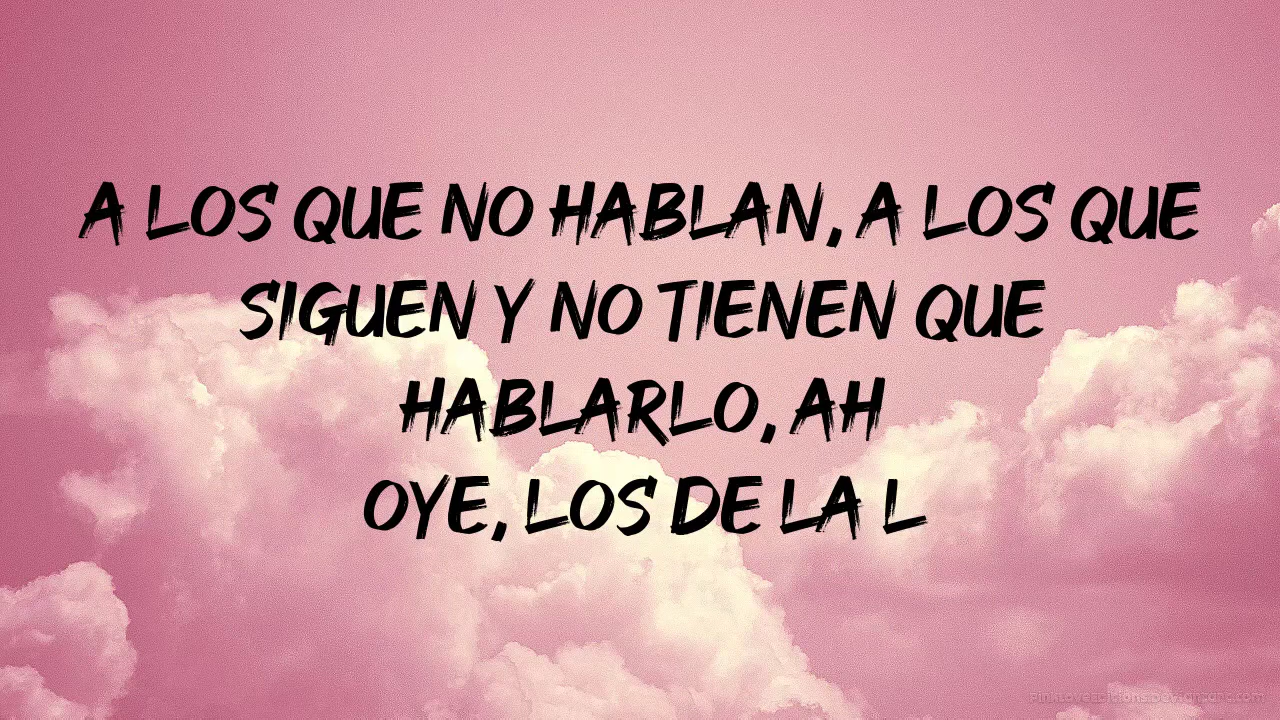 A LOS QUE NO HABLAN, A LOS QUE
SIGUEN Y NO TIENEN QUE
HABLARLO, AH
OYE, LOS DE LA L